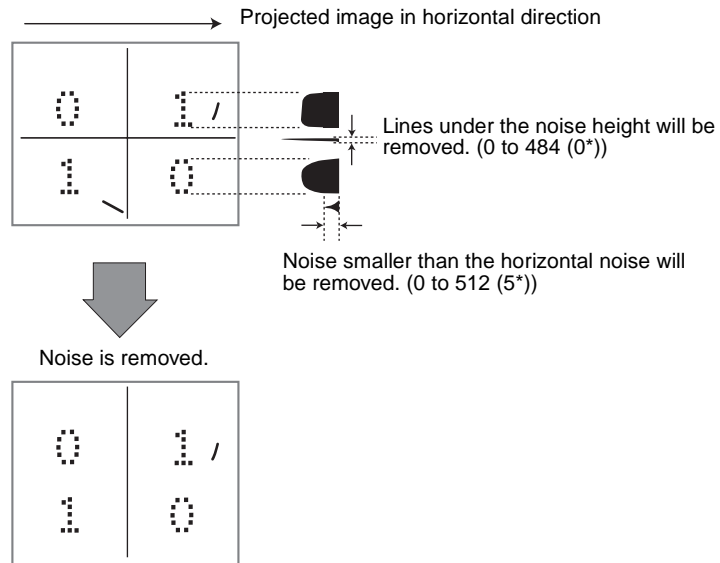 Projected image in horizontal direction
0 1
Lines under the noise height will be
removed. (0 to 484 (0*))
1 0
Noise smaller than the horizontal noise will
be removed. (0 to 512 (5*))
Noise is removed.
0 1
1 0